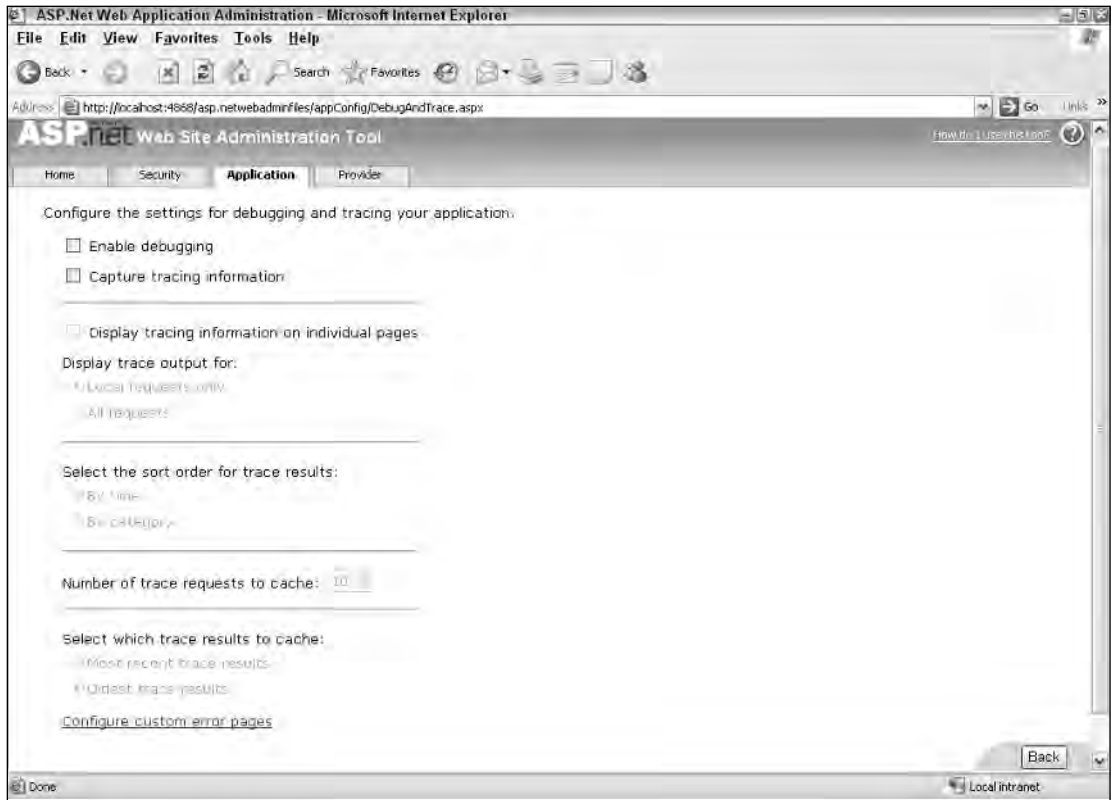 ASP.Net Web Application Administration - Microsoft Internet Explorer
File Edit View Favorites Tools Help
Back Search Favorites
Address http://localhost:4868/asp.netwebadminfiles/appConfig/DebugAndTrace.aspx Go Links »
ASP.net Web Site Administration Tool How do I use this tool? ?
Home Security Application Provider
Configure the settings for debugging and tracing your application.
Enable debugging
Capture tracing information
Display tracing information on individual pages
Display trace output for:
Local requests only
All requests
Select the sort order for trace results:
By time
By category
Number of trace requests to cache: 10
Select which trace results to cache:
Most recent trace results
Oldest trace results
Configure custom error pages
Back
Done Local intranet